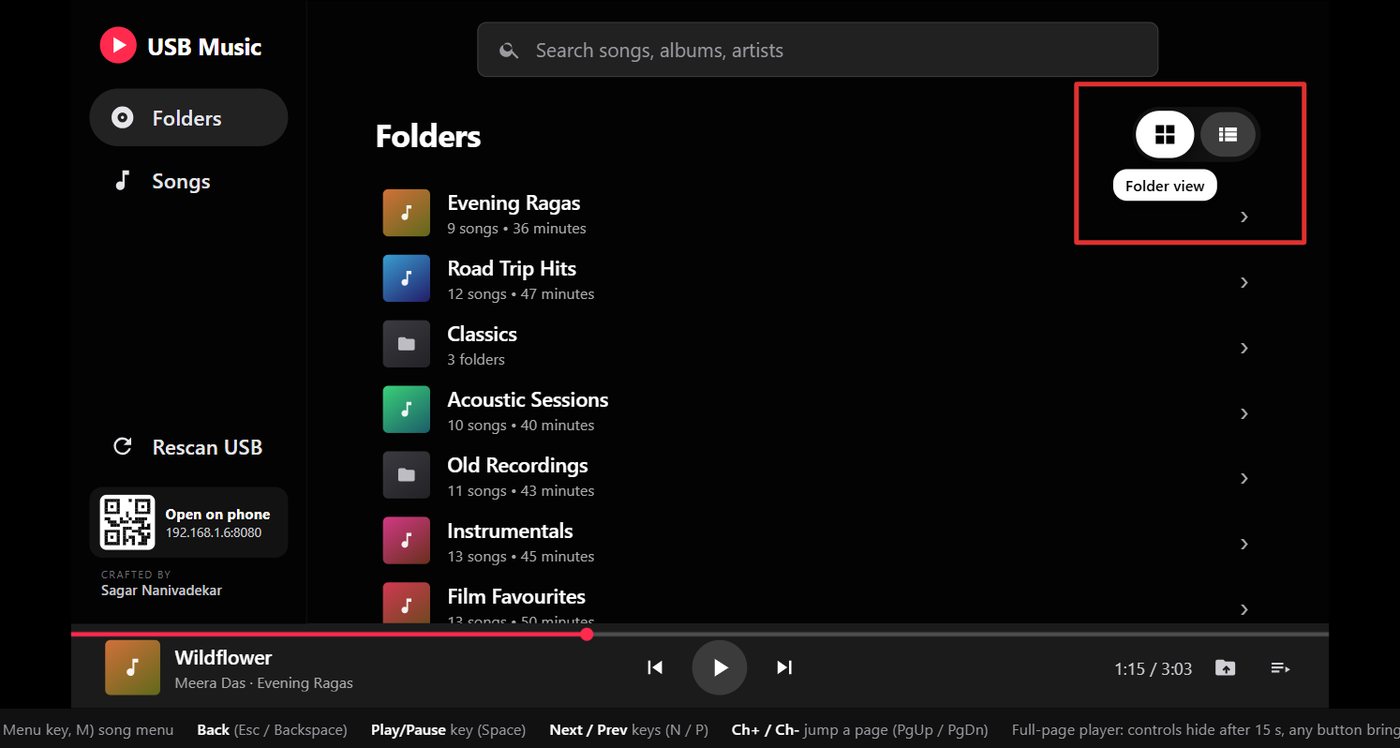 USB Music
Search songs, albums, artists
Folders
Songs
Folders
Folder view
Evening Ragas
9 songs • 36 minutes
Road Trip Hits
12 songs • 47 minutes
Classics
3 folders
Acoustic Sessions
10 songs • 40 minutes
Old Recordings
11 songs • 43 minutes
Instrumentals
13 songs • 45 minutes
Film Favourites
13 songs • 50 minutes
Rescan USB
Open on phone
192.168.1.6:8080
CRAFTED BY
Sagar Nanivadekar
Wildflower
Meera Das · Evening Ragas
1:15 / 3:03
Menu key, M) song menu Back (Esc / Backspace) Play/Pause key (Space) Next / Prev keys (N / P) Ch+ / Ch- jump a page (PgUp / PgDn) Full-page player: controls hide after 15 s, any button bring